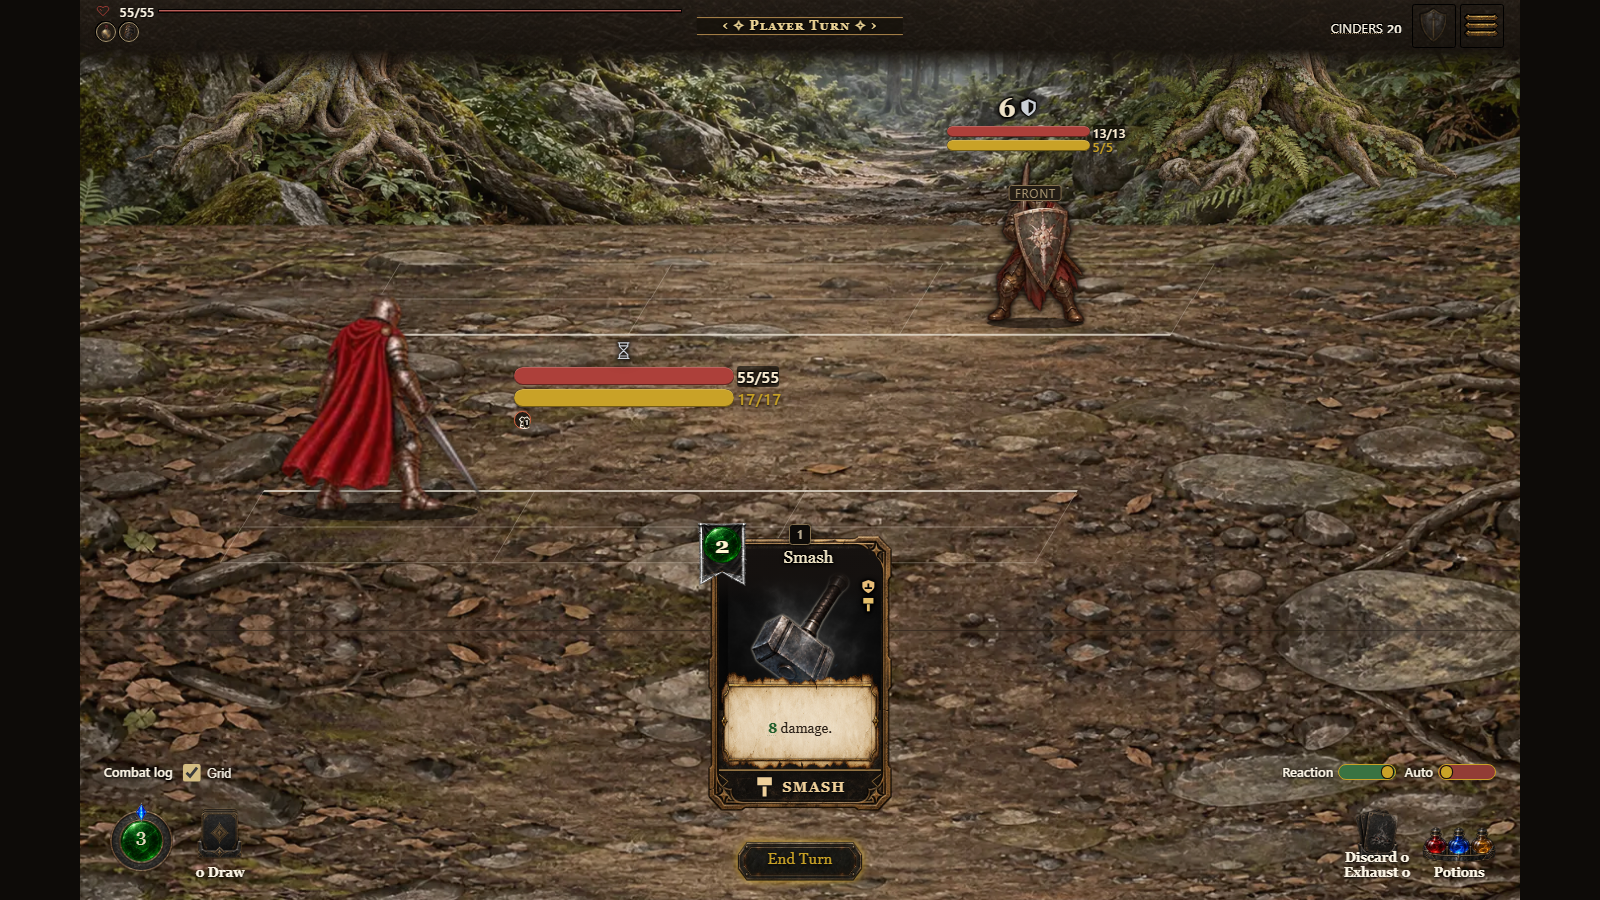 55/55
‹ ✧ PLAYER TURN ✧ ›
CINDERS 20
6
13/13
5/5
FRONT
55/55
17/17
1
2
1
Smash
8 damage.
SMASH
Combat log
Grid
Reaction
Auto
3
0 Draw
End Turn
Discard 0
Exhaust 0
Potions